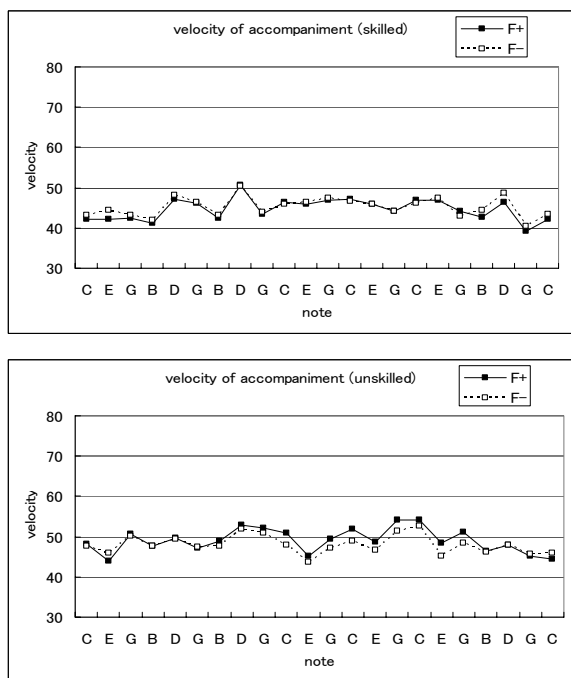 velocity of accompaniment (skilled)
F+
F−
80
70
60
50
40
30
velocity
C E G B D G B D G C E G C E G C E G B D G C
note
velocity of accompaniment (unskilled)
F+
F−
80
70
60
50
40
30
velocity
C E G B D G B D G C E G C E G C E G B D G C
note